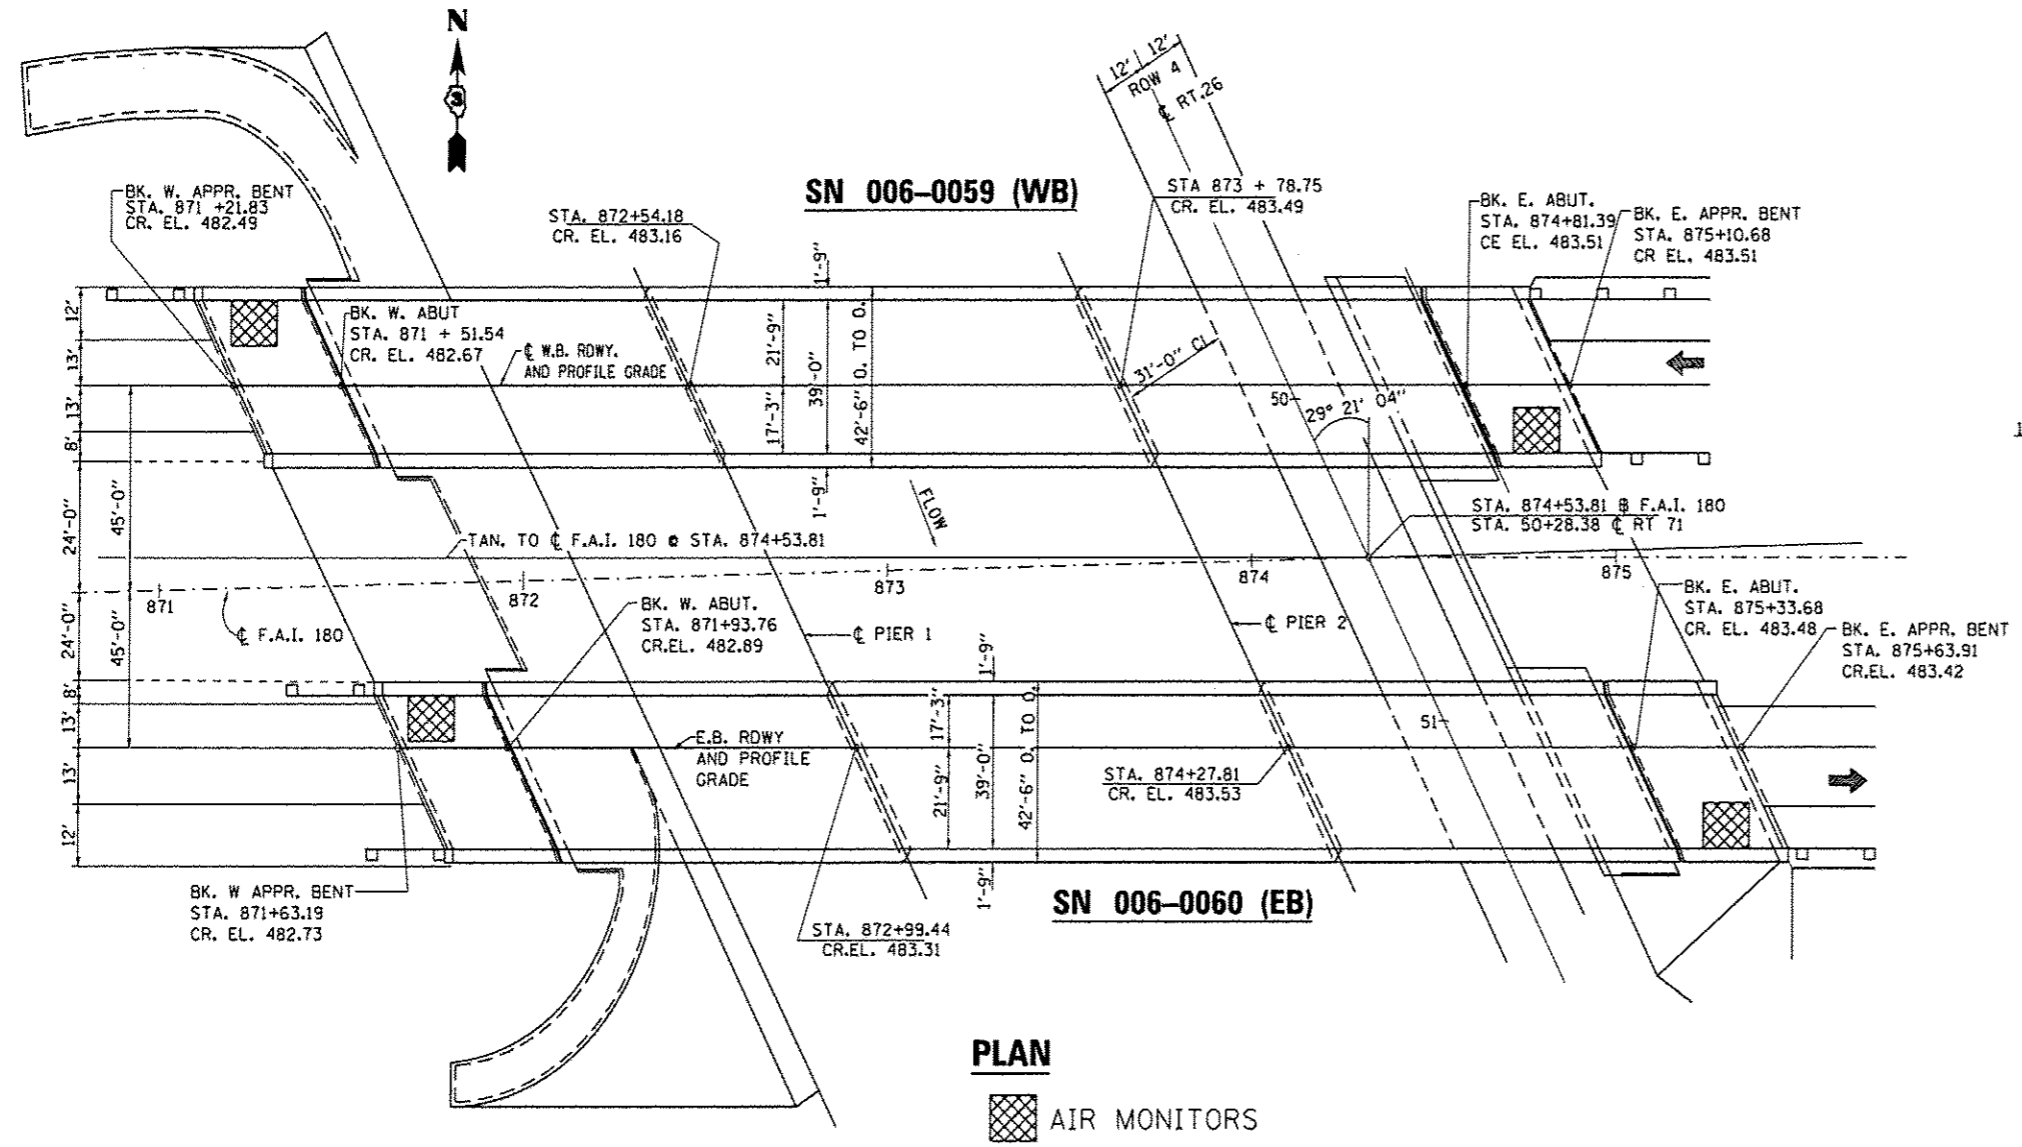 N
3
12' 12'
ROW 4
℄ RT.26
SN 006-0059 (WB)
BK. W. APPR. BENT
STA. 871 +21.83
CR. EL. 482.49
STA. 872+54.18
CR. EL. 483.16
STA 873 + 78.75
CR. EL. 483.49
BK. E. ABUT.
STA. 874+81.39
CE EL. 483.51
BK. E. APPR. BENT
STA. 875+10.68
CR EL. 483.51
1'-9"
12'
13'
13'
8'
BK. W. ABUT
STA. 871 + 51.54
CR. EL. 482.67
℄ W.B. RDWY.
AND PROFILE GRADE
21'-9"
17'-3"
39'-0"
42'-6" O. TO O.
31'-0" Cl
50
29° 21' 04"
1'-9"
FLOW
24'-0"
45'-0"
TAN. TO ℄ F.A.I. 180 @ STA. 874+53.81
STA. 874+53.81 B F.A.I. 180
STA. 50+28.38 ℄ RT 71
871
872
873
874
875
℄ F.A.I. 180
24'-0"
45'-0"
BK. W. ABUT.
STA. 871+93.76
CR.EL. 482.89
℄ PIER 1
℄ PIER 2
BK. E. ABUT.
STA. 875+33.68
CR. EL. 483.48
BK. E. APPR. BENT
STA. 875+63.91
CR.EL. 483.42
1'-9"
8'
13'
13'
12'
E.B. RDWY
AND PROFILE
GRADE
17'-3"
21'-9"
39'-0"
42'-6" O. TO O.
51
STA. 874+27.81
CR. EL. 483.53
1'-9"
BK. W APPR. BENT
STA. 871+63.19
CR. EL. 482.73
STA. 872+99.44
CR.EL. 483.31
SN 006-0060 (EB)
PLAN
AIR MONITORS